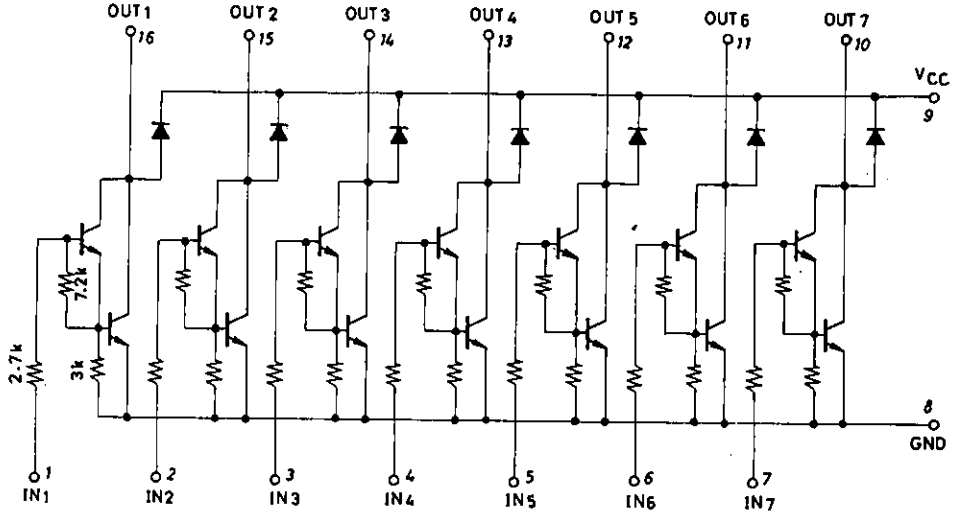 OUT 1 OUT 2 OUT 3 OUT 4 OUT 5 OUT 6 OUT 7
16 15 14 13 12 11 10
VCC
9
7.2k
2.7k 3k
8
GND
1 2 3 4 5 6 7
IN1 IN2 IN3 IN4 IN5 IN6 IN7